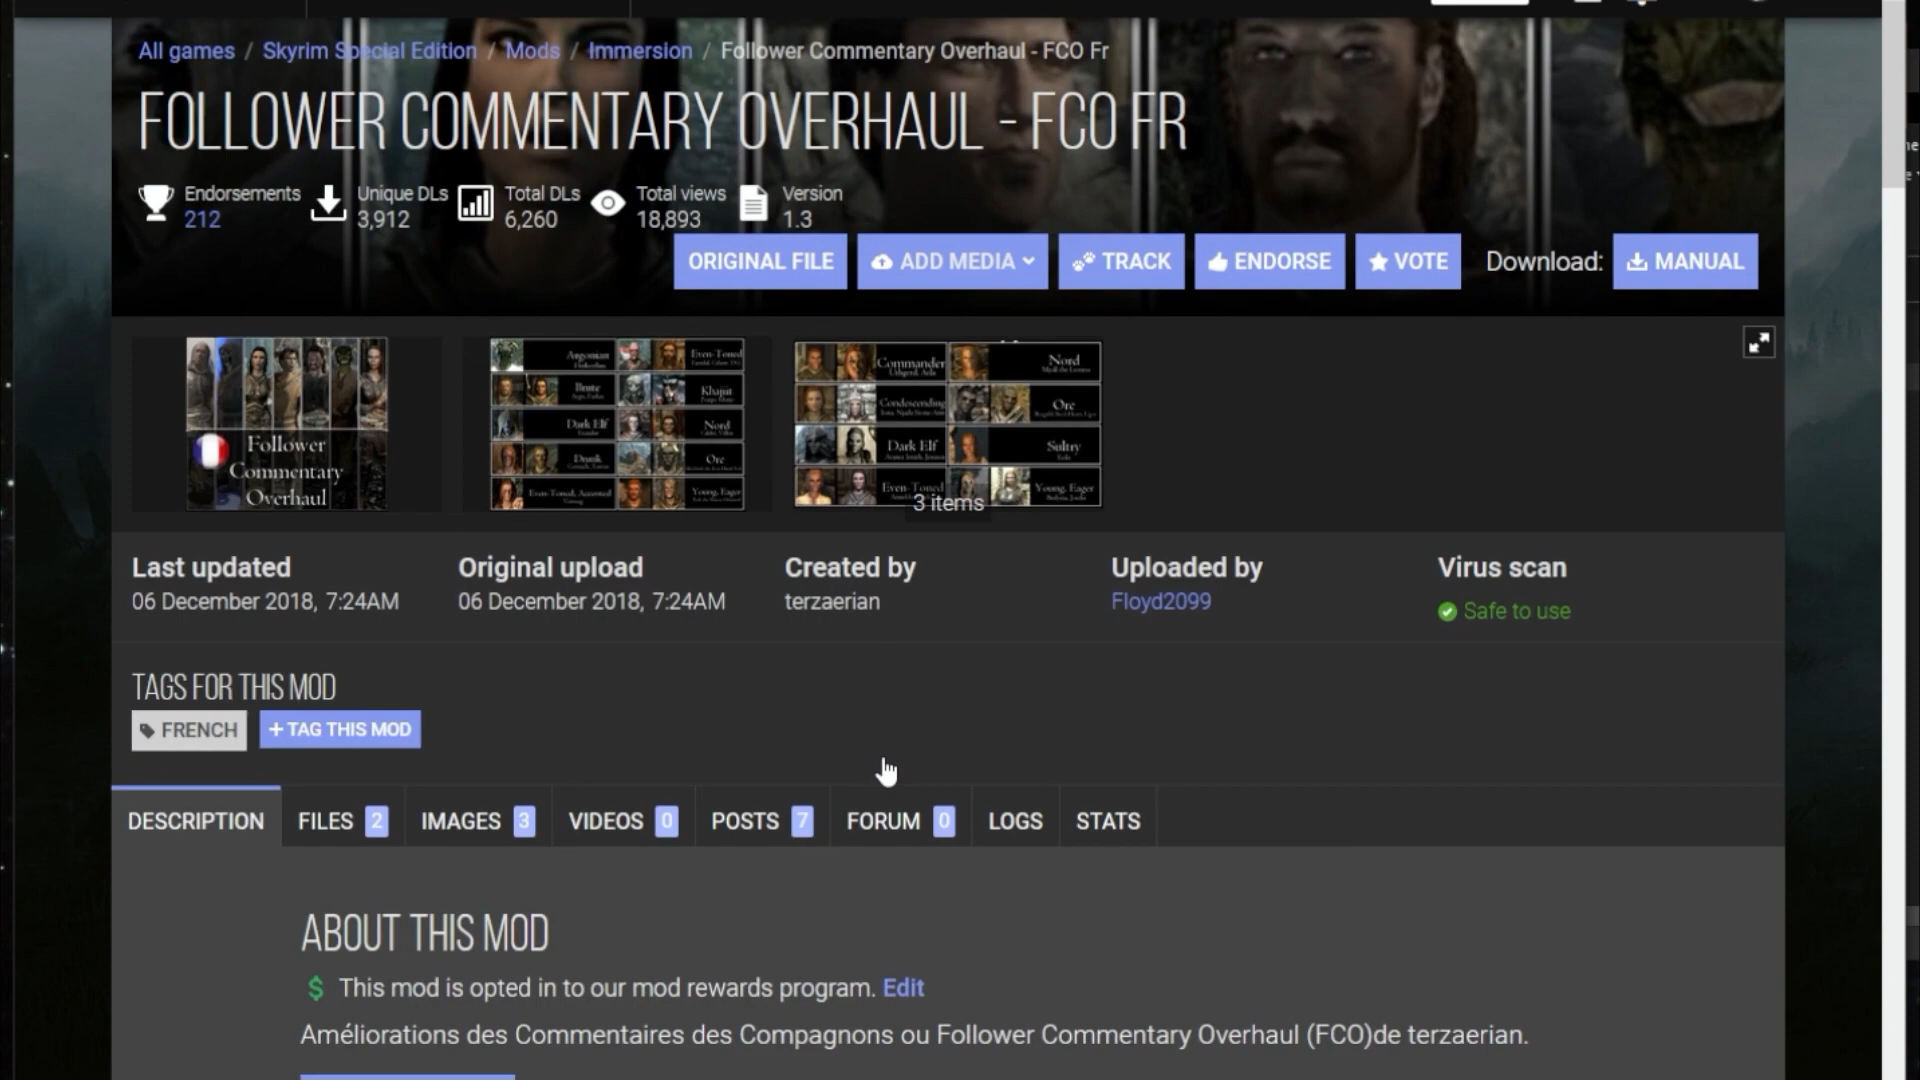 All games / Skyrim Special Edition / Mods / Immersion / Follower Commentary Overhaul - FCO Fr
FOLLOWER COMMENTARY OVERHAUL - FCO FR
Endorsements
212
Unique DLs
3,912
Total DLs
6,260
Total views
18,893
Version
1.3
ORIGINAL FILE
ADD MEDIA
TRACK
ENDORSE
VOTE
Download:
MANUAL
Follower
Commentary
Overhaul
Argonian
Even-Toned
Brute
Khajiit
Dark Elf
Nord
Drunk
Orc
Even-Toned, Accented
Young, Eager
Commander
Nord
Condescending
Orc
Dark Elf
Sultry
Even-Toned
Young, Eager
3 items
Last updated
06 December 2018, 7:24AM
Original upload
06 December 2018, 7:24AM
Created by
terzaerian
Uploaded by
Floyd2099
Virus scan
Safe to use
TAGS FOR THIS MOD
FRENCH
+ TAG THIS MOD
DESCRIPTION
FILES 2
IMAGES 3
VIDEOS 0
POSTS 7
FORUM 0
LOGS
STATS
ABOUT THIS MOD
$ This mod is opted in to our mod rewards program. Edit
Améliorations des Commentaires des Compagnons ou Follower Commentary Overhaul (FCO)de terzaerian.